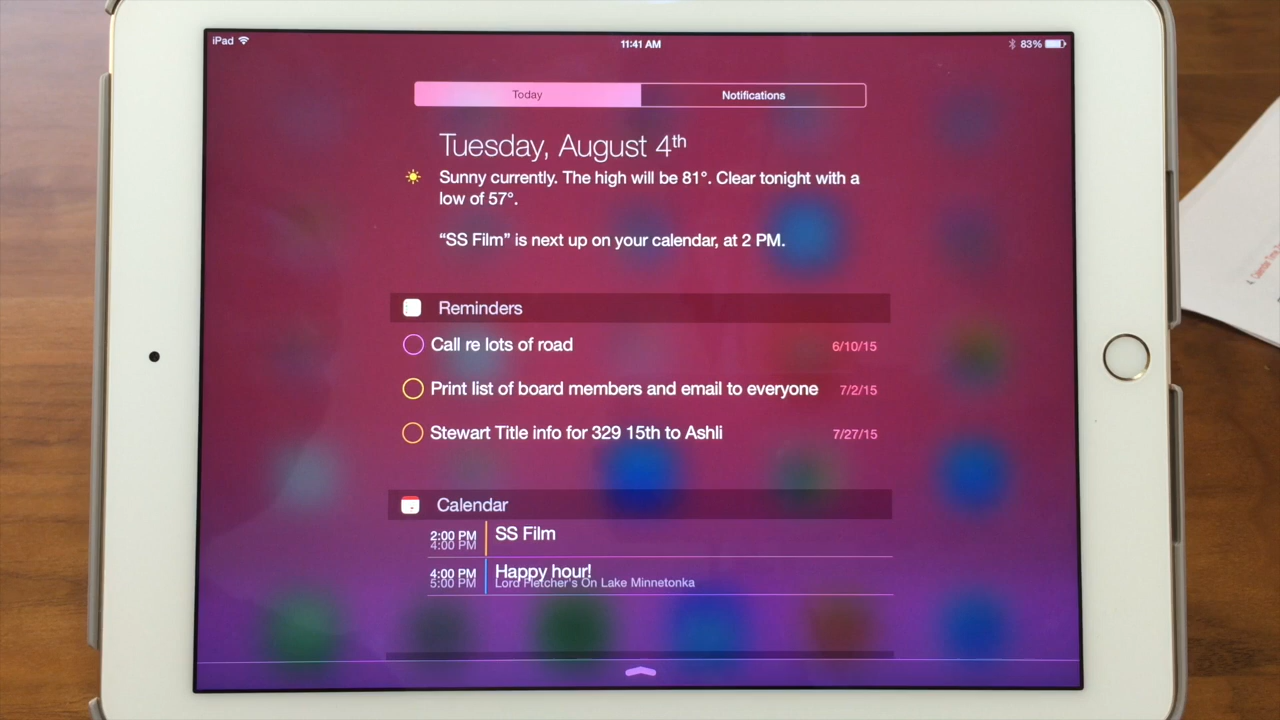 iPad
11:41 AM
83%
Today
Notifications
Tuesday, August 4th
Sunny currently. The high will be 81°. Clear tonight with a
low of 57°.
“SS Film” is next up on your calendar, at 2 PM.
Reminders
Call re lots of road
6/10/15
Print list of board members and email to everyone
7/2/15
Stewart Title info for 329 15th to Ashli
7/27/15
Calendar
2:00 PM
SS Film
4:00 PM
4:00 PM
Happy hour!
5:00 PM
Lord Fletcher's On Lake Minnetonka